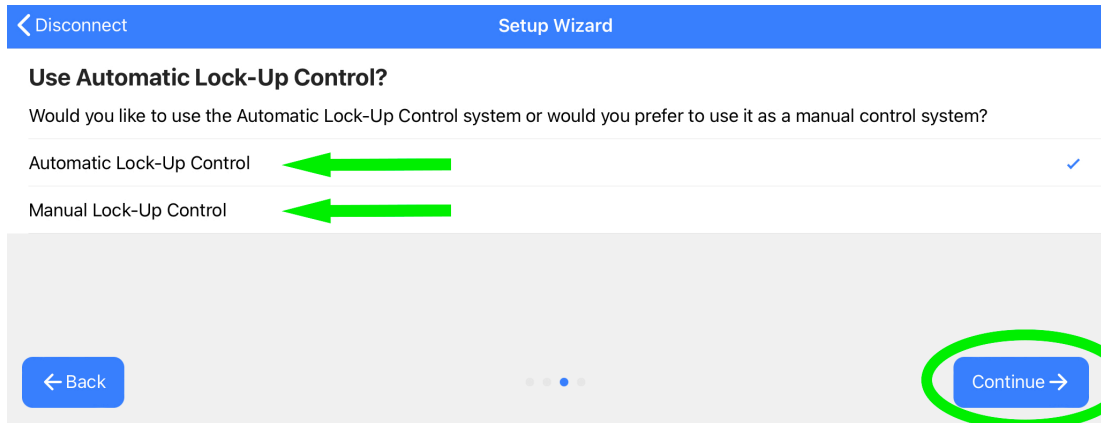 Disconnect
Setup Wizard
Use Automatic Lock-Up Control?
Would you like to use the Automatic Lock-Up Control system or would you prefer to use it as a manual control system?
Automatic Lock-Up Control
Manual Lock-Up Control
Back
Continue